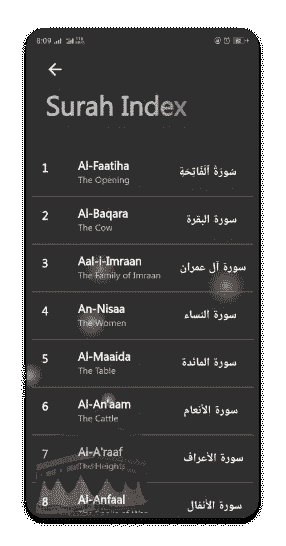 8:09
Surah Index
1 Al-Faatiha سُورَةُ ٱلْفَاتِحَةِ
The Opening
2 Al-Baqara سورة البقرة
The Cow
3 Aal-i-Imraan سورة آل عمران
The Family of Imraan
4 An-Nisaa سورة النساء
The Women
5 Al-Maaida سورة المائدة
The Table
6 Al-An'aam سورة الأنعام
The Cattle
7 Al-A'raaf سورة الأعراف
The Heights
8 Al-Anfaal سورة الأنفال